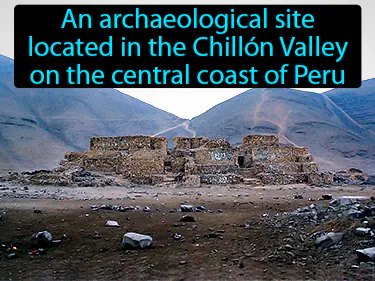 An archaeological site
located in the Chillón Valley
on the central coast of Peru